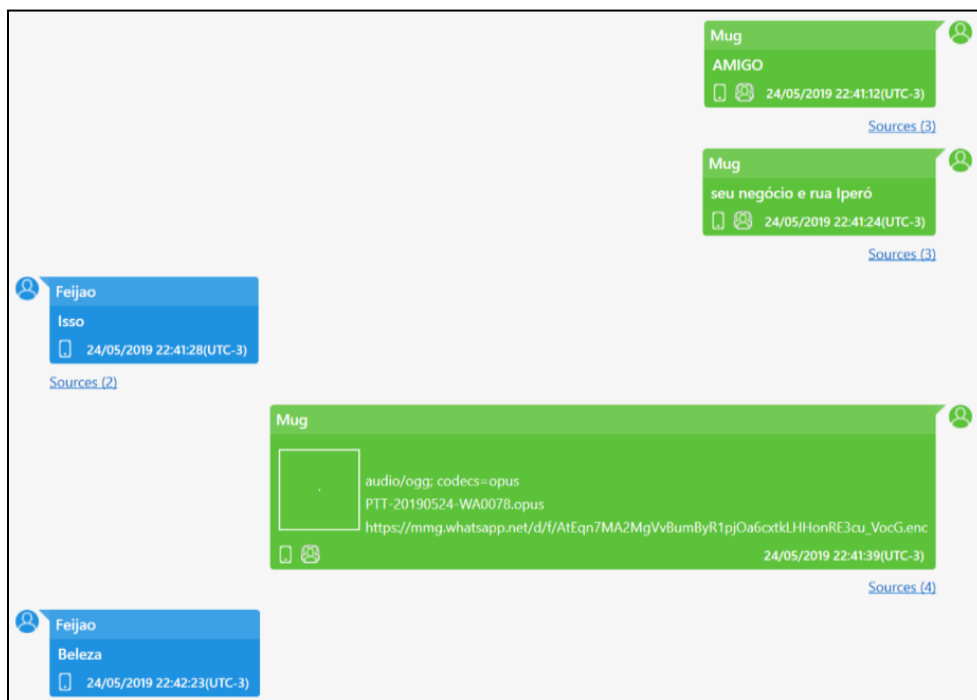 Mug
AMIGO
24/05/2019 22:41:12(UTC-3)
Sources (3)
Mug
seu negócio e rua Iperó
24/05/2019 22:41:24(UTC-3)
Sources (3)
Feijao
Isso
24/05/2019 22:41:28(UTC-3)
Sources (2)
Mug
audio/ogg; codecs=opus
PTT-20190524-WA0078.opus
https://mmg.whatsapp.net/d/f/AtEqn7MA2MgVvBumByR1pjOa6cxtkLHHonRE3cu_VocG.enc
24/05/2019 22:41:39(UTC-3)
Sources (4)
Feijao
Beleza
24/05/2019 22:42:23(UTC-3)